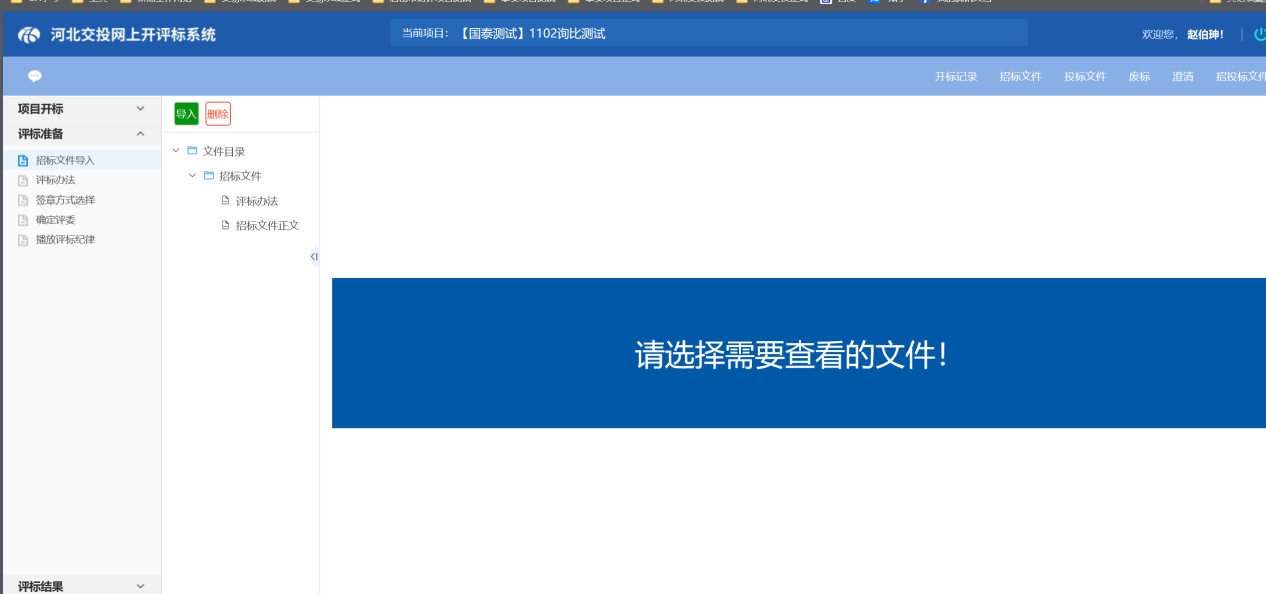 河北交投网上开评标系统
当前项目： 【国泰测试】1102询比测试
欢迎您， 赵伯珅!
开标记录 招标文件 投标文件 废标 澄清 招投标文件
项目开标
评标准备
招标文件导入
评标办法
签章方式选择
确定评委
播放评标纪律
评标结果
导入 删除
文件目录
招标文件
评标办法
招标文件正文
请选择需要查看的文件!